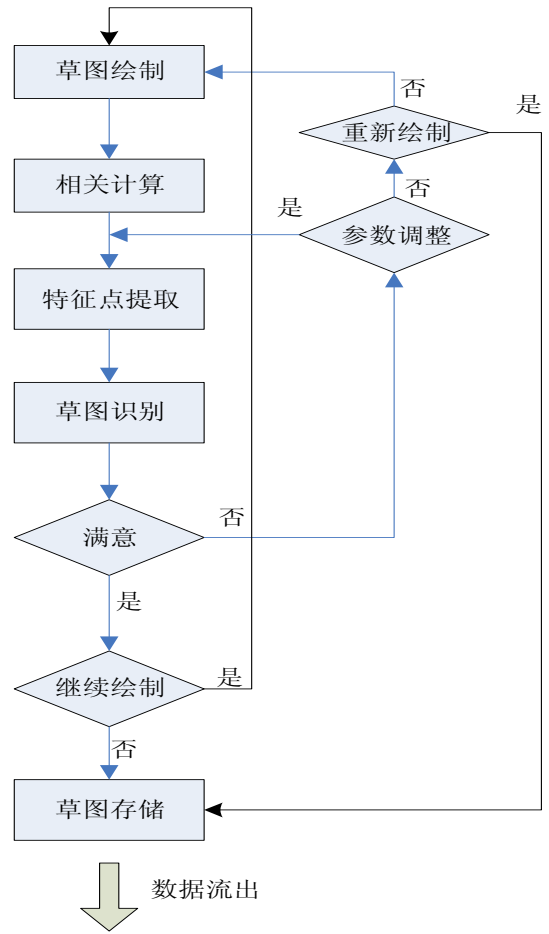 草图绘制
否
是
重新绘制
相关计算
否
是
参数调整
特征点提取
草图识别
否
满意
是
继续绘制
是
否
草图存储
数据流出